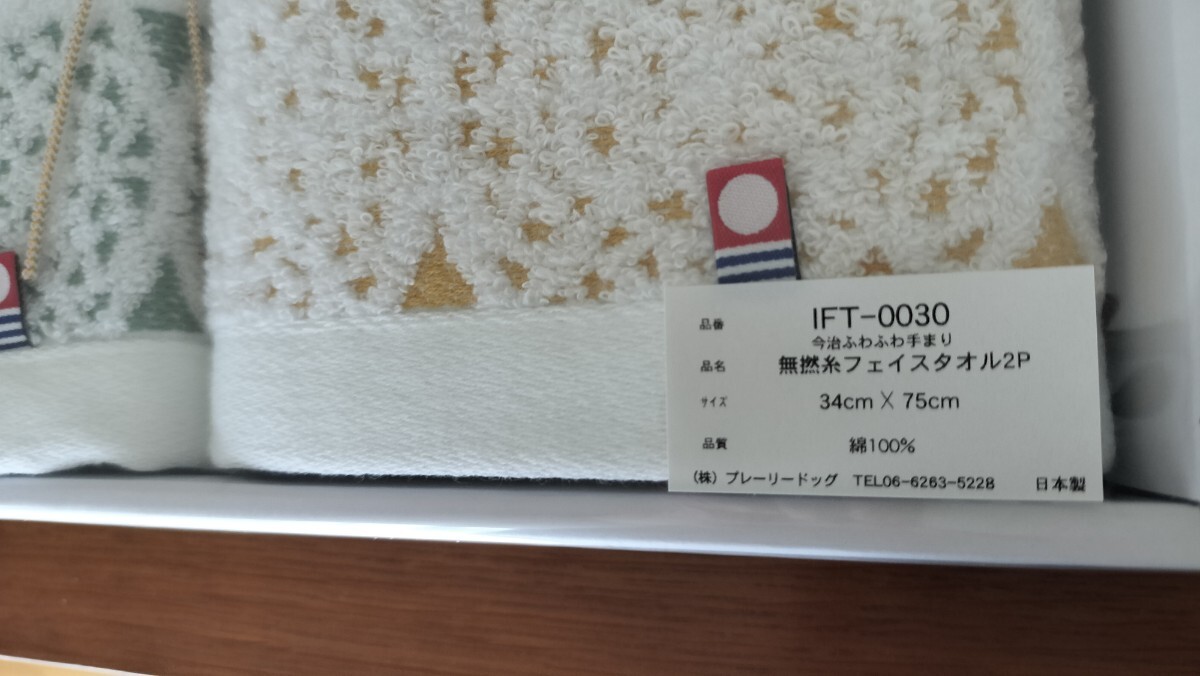 品番 IFT-0030
今治ふわふわ手まり
品名 無撚糸フェイスタオル2P
サイズ 34cm X 75cm
品質 綿100%
(株) プレーリードッグ TEL06-6263-5228 日本製